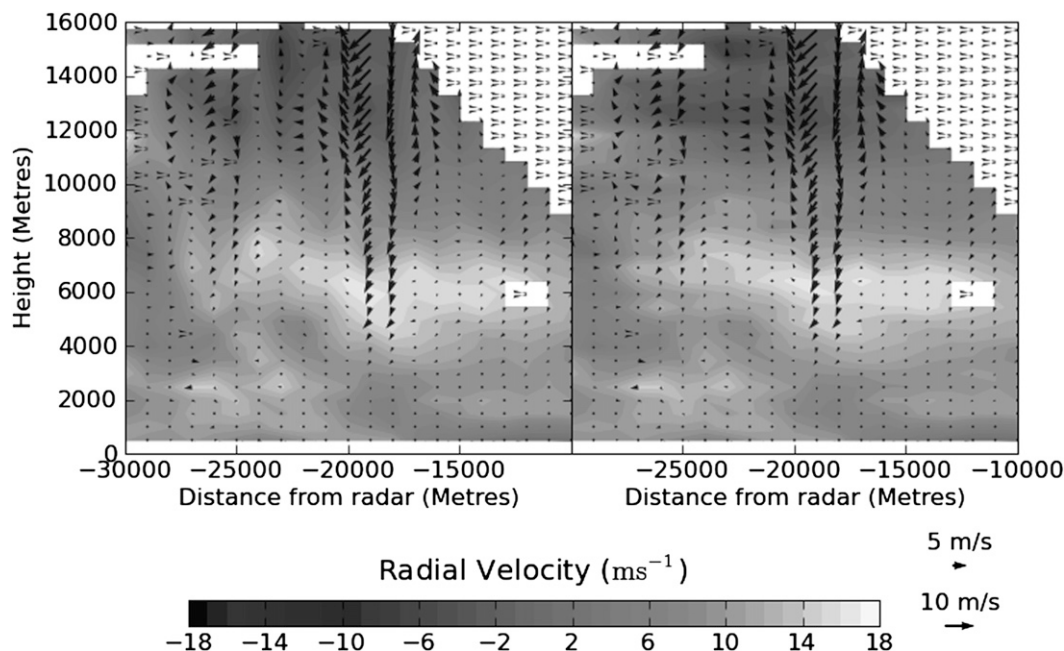 16000
14000
12000
10000
8000
6000
4000
2000
0
Height (Metres)
−30000 −25000 −20000 −15000 −25000 −20000 −15000 −10000
Distance from radar (Metres) Distance from radar (Metres)
5 m/s
Radial Velocity (ms⁻¹)
10 m/s
−18 −14 −10 −6 −2 2 6 10 14 18